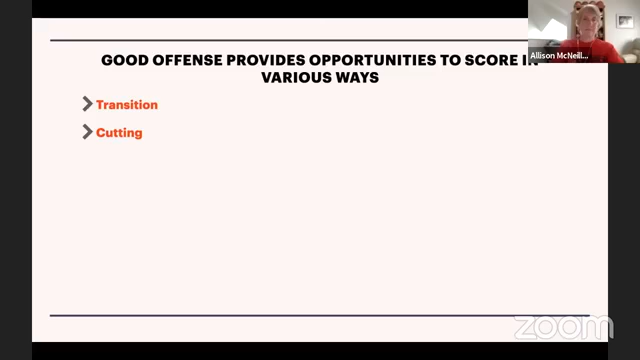 GOOD OFFENSE PROVIDES OPPORTUNITIES TO SCORE IN
VARIOUS WAYS
Transition
Cutting
Allison McNeill...
zoom